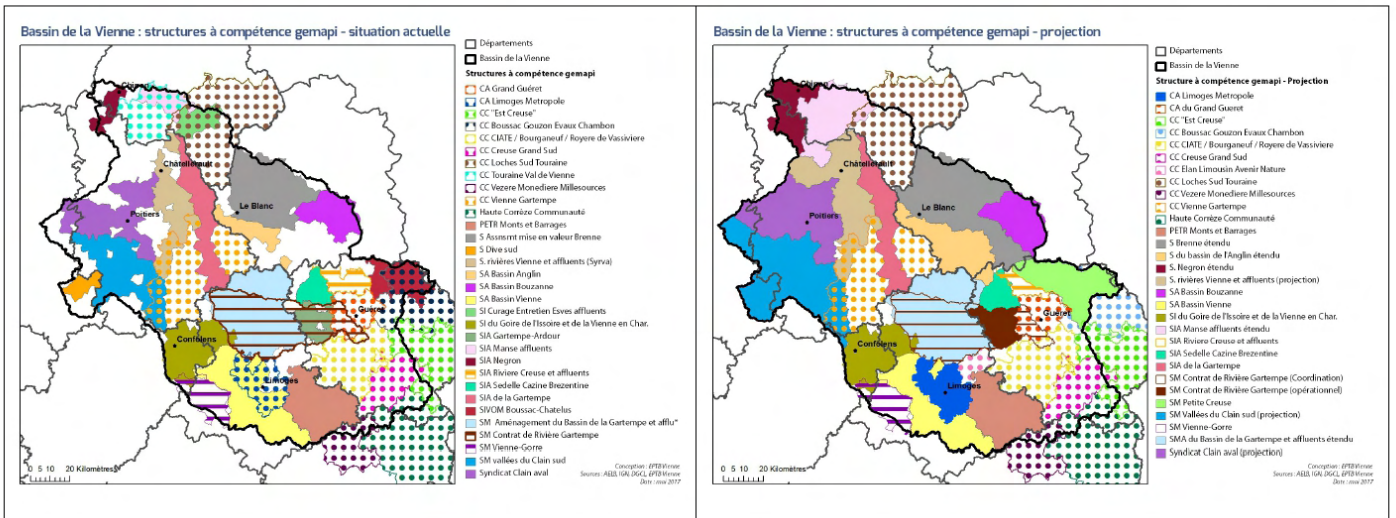 Bassin de la Vienne : structures à compétence gemapi - situation actuelle
Départements
Bassin de la Vienne
Structures à compétence gemapi
CA Grand Guéret
CA Limoges Metropole
CC "Est Creuse"
CC Boussac Gouzon Evaux Chambon
CC CIATE / Bourganeuf / Royere de Vassiviere
CC Creuse Grand Sud
CC Loches Sud Touraine
CC Touraine Val de Vienne
CC Vezere Monediere Millesources
CC Vienne Gartempe
Haute Corrèze Communauté
PETR Monts et Barrages
S Assnsmt mise en valeur Brenne
S Dive sud
S. rivières Vienne et affluents (Syrva)
SA Bassin Anglin
SA Bassin Bouzanne
SA Bassin Vienne
SI Curage Entretien Esves affluents
SI du Goire de l'Issoire et de la Vienne en Char.
SIA Gartempe-Ardour
SIA Manse affluents
SIA Negron
SIA Riviere Creuse et affluents
SIA Sedelle Cazine Brezentine
SIA de la Gartempe
SIVOM Boussac-Chatelus
SM Aménagement du Bassin de la Gartempe et afflu*
SM Contrat de Rivière Gartempe
SM Vienne-Gorre
SM vallées du Clain sud
Syndicat Clain aval
Châtellerault
Poitiers
Le Blanc
Guéret
Confolens
Limoges
0 5 10 20 Kilomètres
Conception : EPTB Vienne
Sources : AELB, IGN, DGCL, EPTB Vienne
Date : mai 2017
Bassin de la Vienne : structures à compétence gemapi - projection
Départements
Bassin de la Vienne
Structure à compétence gemapi - Projection
CA Limoges Metropole
CA du Grand Gueret
CC "Est Creuse"
CC Boussac Gouzon Evaux Chambon
CC CIATE / Bourganeuf / Royere de Vassiviere
CC Creuse Grand Sud
CC Elan Limousin Avenir Nature
CC Loches Sud Touraine
CC Vezere Monediere Millesources
CC Vienne Gartempe
Haute Corrèze Communauté
PETR Monts et Barrages
S Brenne étendu
S du bassin de l'Anglin étendu
S. Negron étendu
S. rivières Vienne et affluents (projection)
SA Bassin Bouzanne
SA Bassin Vienne
SI du Goire de l'Issoire et de la Vienne en Char.
SIA Manse affluents étendu
SIA Riviere Creuse et affluents
SIA Sedelle Cazine Brezentine
SIA de la Gartempe
SM Contrat de Rivière Gartempe (Coordination)
SM Contrat de Rivière Gartempe (opérationnel)
SM Petite Creuse
SM Vallées du Clain sud (projection)
SM Vienne-Gorre
SMA du Bassin de la Gartempe et affluents étendu
Syndicat Clain aval (projection)
Châtellerault
Poitiers
Le Blanc
Guéret
Confolens
Limoges
0 5 10 20 Kilomètres
Conception : EPTB Vienne
Sources : AELB, IGN, DGCL, EPTB Vienne
Date : mai 2017